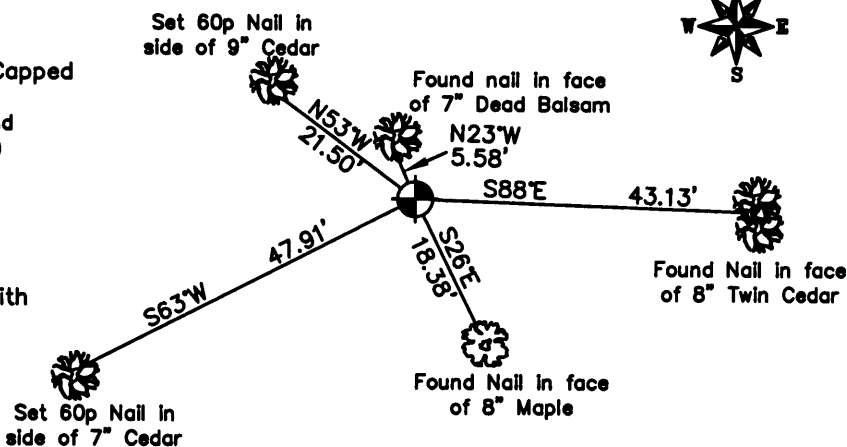 Set 60p Nail in
side of 9" Cedar
W E
S
Capped
Found nail in face
of 7" Dead Balsam
N53°W
21.50'
N23°W
5.58'
S88°E 43.13'
47.91'
S63°W
S26°E
18.38'
Found Nail in face
of 8" Twin Cedar
Found Nail in face
of 8" Maple
Set 60p Nail in
side of 7" Cedar